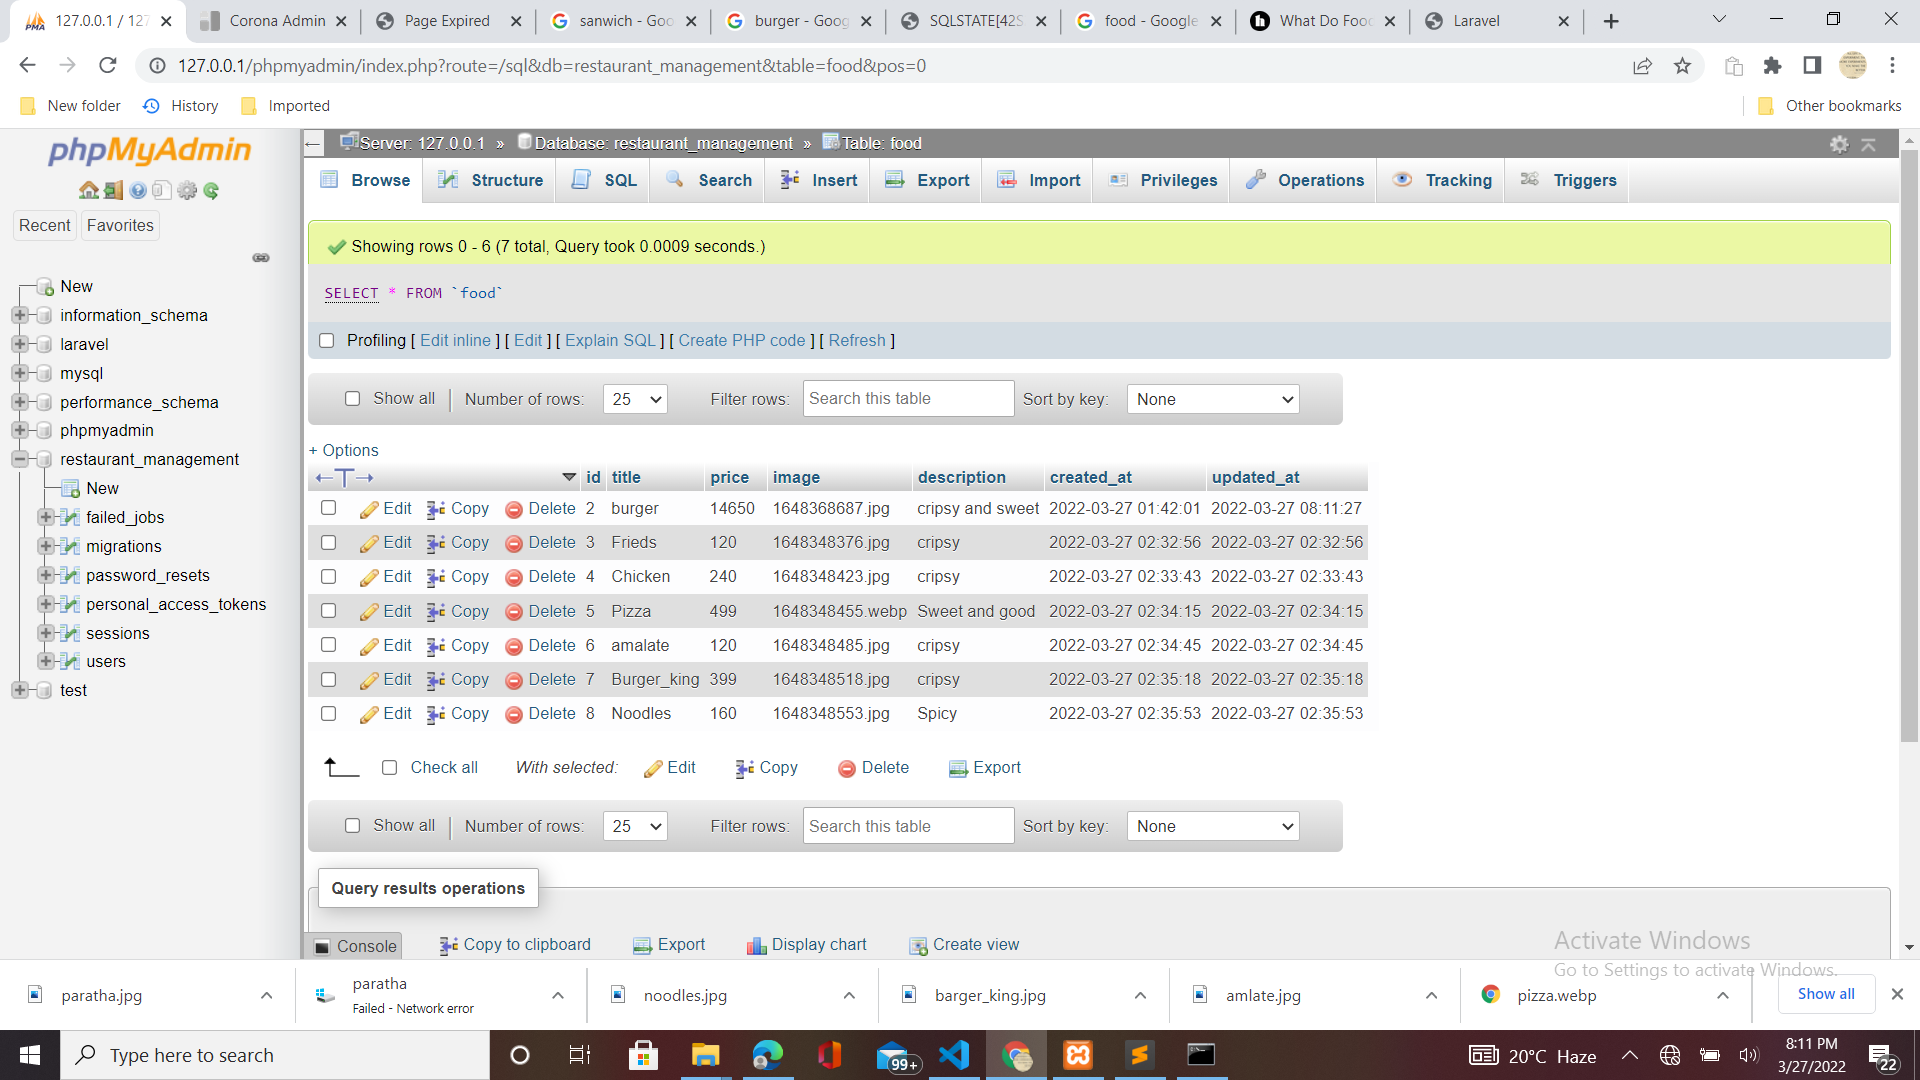 127.0.0.1 / 127
Corona Admin
Page Expired
sanwich - Goo
burger - Goog
SQLSTATE[42S
food - Google
What Do Food
Laravel
127.0.0.1/phpmyadmin/index.php?route=/sql&db=restaurant_management&table=food&pos=0
New folder
History
Imported
Other bookmarks
phpMyAdmin
Recent
Favorites
New
information_schema
laravel
mysql
performance_schema
phpmyadmin
restaurant_management
New
failed_jobs
migrations
password_resets
personal_access_tokens
sessions
users
test
Server: 127.0.0.1 » Database: restaurant_management » Table: food
Browse Structure SQL Search Insert Export Import Privileges Operations Tracking Triggers
Showing rows 0 - 6 (7 total, Query took 0.0009 seconds.)
SELECT * FROM `food`
Profiling [ Edit inline ] [ Edit ] [ Explain SQL ] [ Create PHP code ] [ Refresh ]
Show all Number of rows: 25 Filter rows: Search this table Sort by key: None
+ Options
id title price image description created_at updated_at
Edit Copy Delete 2 burger 14650 1648368687.jpg cripsy and sweet 2022-03-27 01:42:01 2022-03-27 08:11:27
Edit Copy Delete 3 Frieds 120 1648348376.jpg cripsy 2022-03-27 02:32:56 2022-03-27 02:32:56
Edit Copy Delete 4 Chicken 240 1648348423.jpg cripsy 2022-03-27 02:33:43 2022-03-27 02:33:43
Edit Copy Delete 5 Pizza 499 1648348455.webp Sweet and good 2022-03-27 02:34:15 2022-03-27 02:34:15
Edit Copy Delete 6 amalate 120 1648348485.jpg cripsy 2022-03-27 02:34:45 2022-03-27 02:34:45
Edit Copy Delete 7 Burger_king 399 1648348518.jpg cripsy 2022-03-27 02:35:18 2022-03-27 02:35:18
Edit Copy Delete 8 Noodles 160 1648348553.jpg Spicy 2022-03-27 02:35:53 2022-03-27 02:35:53
Check all With selected: Edit Copy Delete Export
Show all Number of rows: 25 Filter rows: Search this table Sort by key: None
Query results operations
Console
Copy to clipboard Export Display chart Create view
Activate Windows
Go to Settings to activate Windows.
paratha.jpg
paratha
Failed - Network error
noodles.jpg
barger_king.jpg
amlate.jpg
pizza.webp
Show all
Type here to search
99+
20°C Haze
8:11 PM
3/27/2022
22